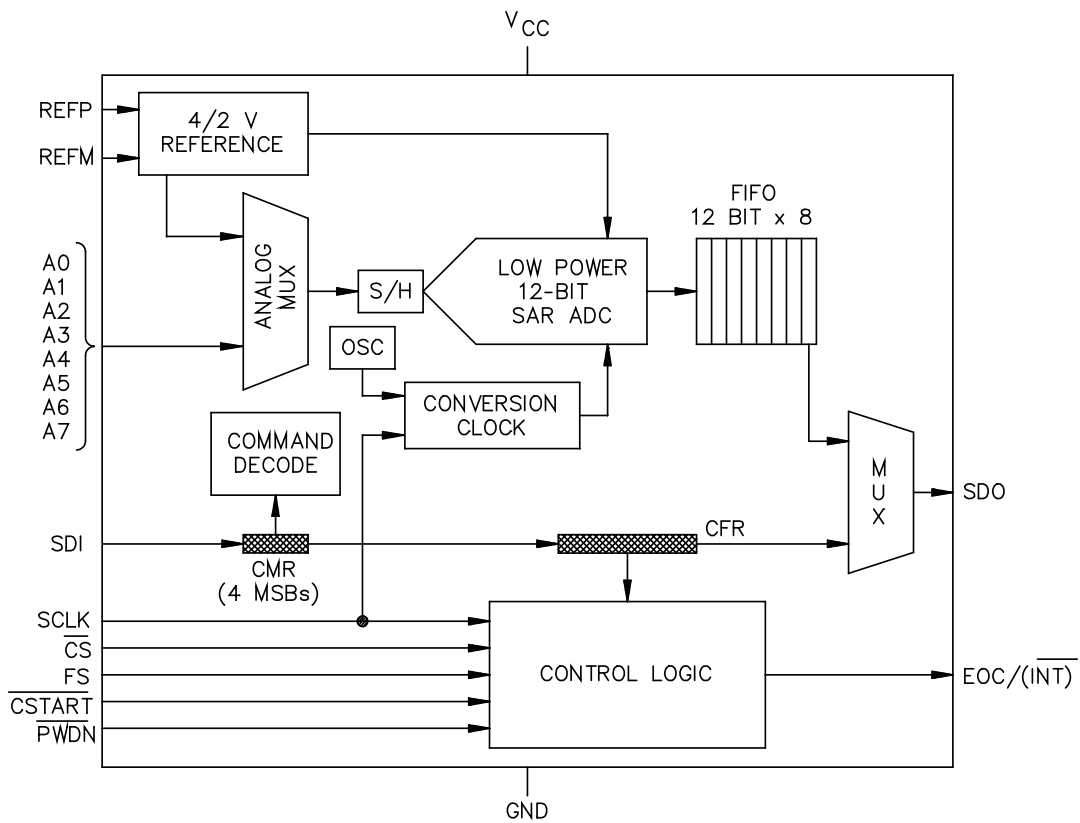 VCC
REFP
REFM
4/2 V
REFERENCE
FIFO
12 BIT x 8
A0
A1
A2
A3
A4
A5
A6
A7
ANALOG
MUX
S/H
LOW POWER
12-BIT
SAR ADC
OSC
CONVERSION
CLOCK
COMMAND
DECODE
MUX
SDO
SDI
CMR
(4 MSBs)
CFR
SCLK
CS
FS
CSTART
PWDN
CONTROL LOGIC
EOC/(INT)
GND